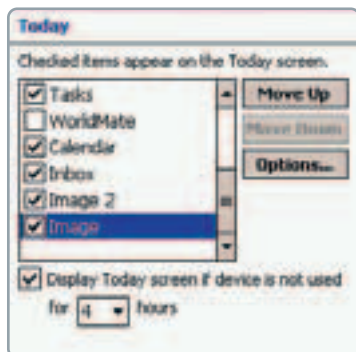 Today
Checked items appear on the Today screen.
Tasks
WorldMate
Calendar
Inbox
Image 2
Image
Move Up
Move Down
Options...
Display Today screen if device is not used
for 4 hours